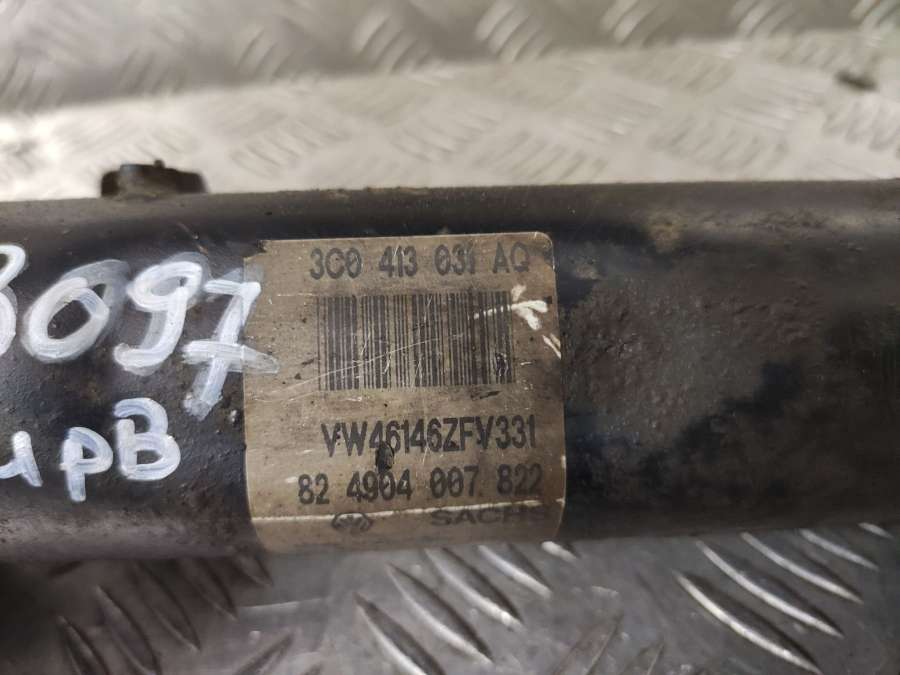 3C0 413 031 AQ
VW46146ZFV331
82 4904 007 822
SACHS
3097
прВ